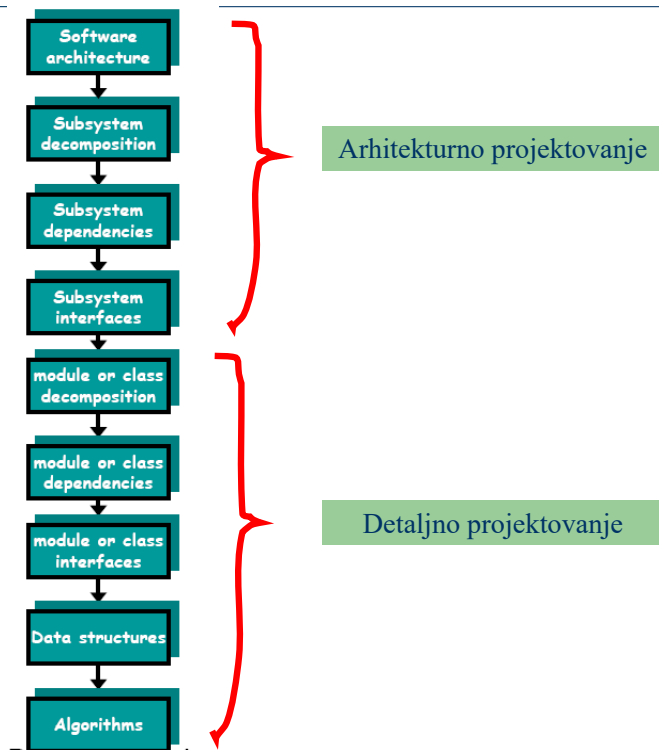 Software
architecture
Subsystem
decomposition
Subsystem
dependencies
Subsystem
interfaces
module or class
decomposition
module or class
dependencies
module or class
interfaces
Data structures
Algorithms
Arhitekturno projektovanje
Detaljno projektovanje